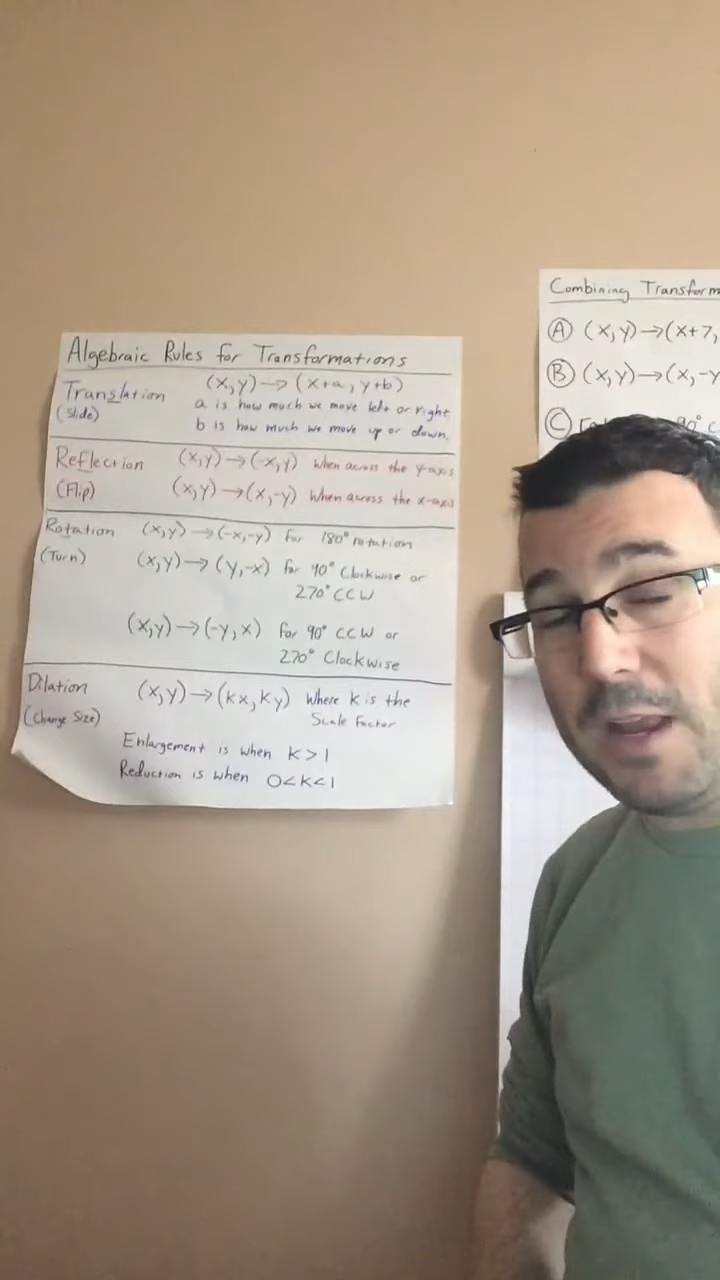 Algebraic Rules for Transformations
Translation (x,y)→(x+a, y+b)
(Slide) a is how much we move left or right.
b is how much we move up or down.
Reflection (x,y)→(-x,y) when across the y-axis
(Flip) (x,y)→(x,-y) when across the x-axis
Rotation (x,y)→(-x,-y) for 180° rotation
(Turn) (x,y)→(y,-x) for 90° Clockwise or
270° CCW
(x,y)→(-y,x) for 90° CCW or
270° Clockwise
Dilation (x,y)→(kx,ky) where k is the
(Change Size) Scale Factor
Enlargement is when k>1
Reduction is when 0<k<1
Combining Transform
Ⓐ (x,y)→(x+7,
Ⓑ (x,y)→(x,-y
Ⓒ 90° c